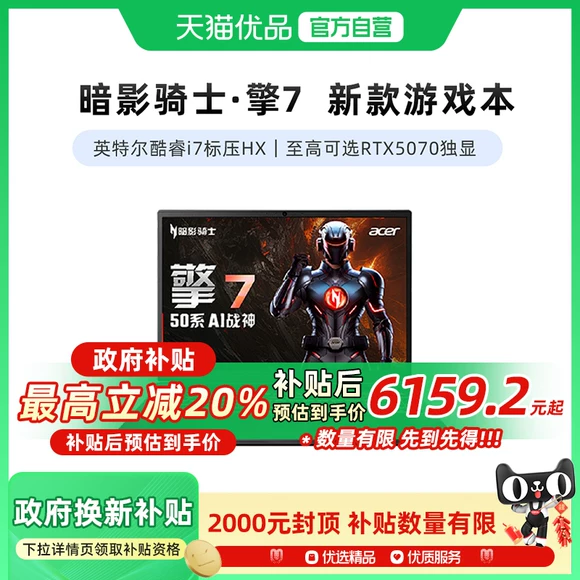 天猫优品 官方自营
暗影骑士·擎7 新款游戏本
英特尔酷睿i7标压HX | 至高可选RTX5070独显
暗影骑士 acer
擎7
50系 AI战神
政府补贴
最高立减20%
补贴后预估到手价
补贴后
预估到手价
6159.2元起
*数量有限 先到先得!!!
政府换新补贴
下拉详情页领取补贴资格
2000元封顶 补贴数量有限
优选精品 优质服务